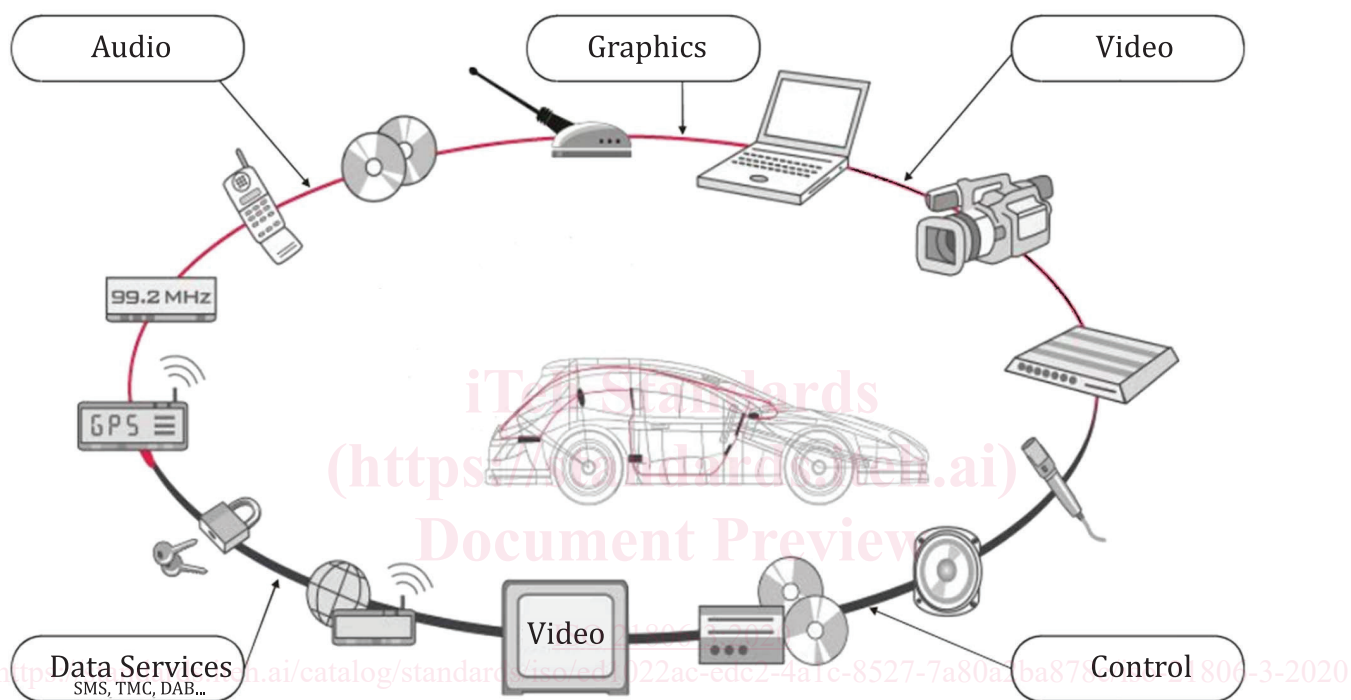 Audio
Graphics
Video
99.2 MHz
GPS
iTeh Standards
(https://standards.iteh.ai)
Document Preview
Video
Data Services
SMS, TMC, DAB...
Control